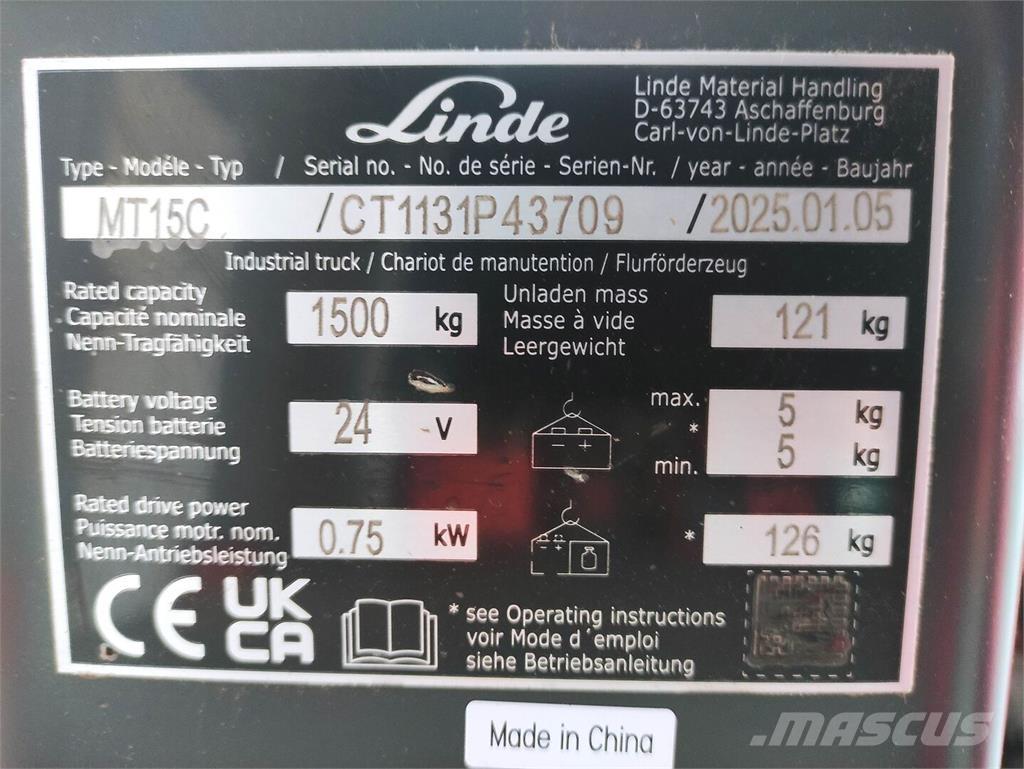 Linde
Linde Material Handling
D-63743 Aschaffenburg
Carl-von-Linde-Platz
Type - Modéle - Typ / Serial no. - No. de série - Serien-Nr. / year - année - Baujahr
MT15C /CT1131P43709 /2025.01.05
Industrial truck / Chariot de manutention / Flurförderzeug
Rated capacity
Capacité nominale
Nenn-Tragfähigkeit
1500 kg
Unladen mass
Masse à vide
Leergewicht
121 kg
Battery voltage
Tension batterie
Batteriespannung
24 V
max. 5 kg
*
min. 5 kg
Rated drive power
Puissance motr. nom.
Nenn-Antriebsleistung
0.75 kW
* 126 kg
CE
UK
CA
* see Operating instructions
voir Mode d´emploi
siehe Betriebsanleitung
Made in China
MASCUS